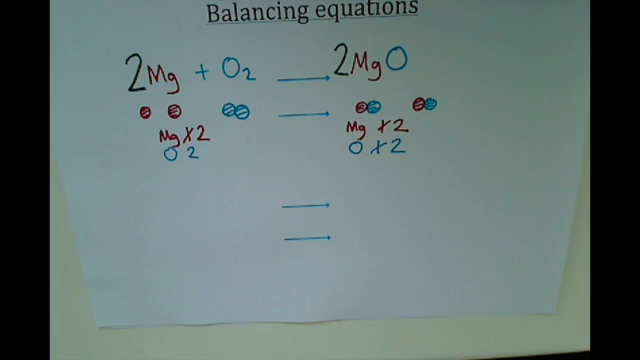 Balancing equations
2Mg + O2 → 2MgO
→
Mg x2 Mg x2
O 2 O x2
→
→